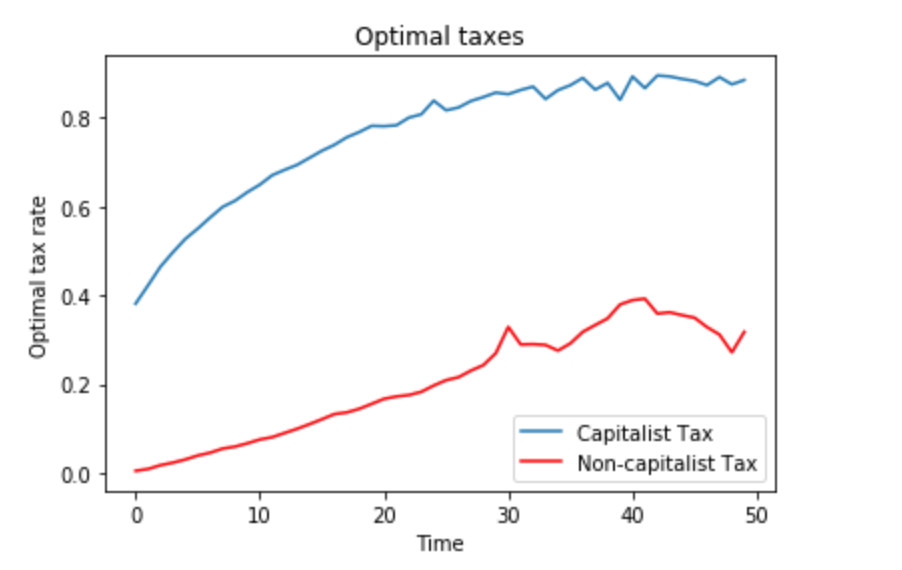 Optimal taxes
Optimal tax rate
0.8
0.6
0.4
0.2
0.0
Capitalist Tax
Non-capitalist Tax
0 10 20 30 40 50
Time